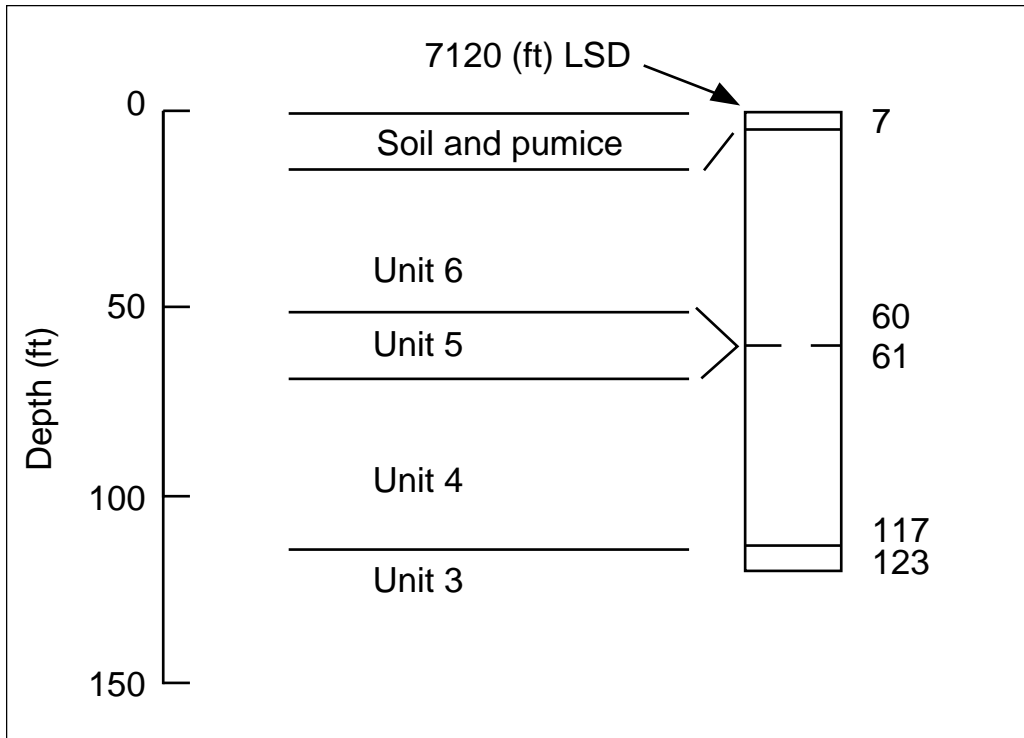 7120 (ft) LSD
0
7
Soil and pumice
Unit 6
50
60
Unit 5
61
Depth (ft)
Unit 4
100
117
123
Unit 3
150